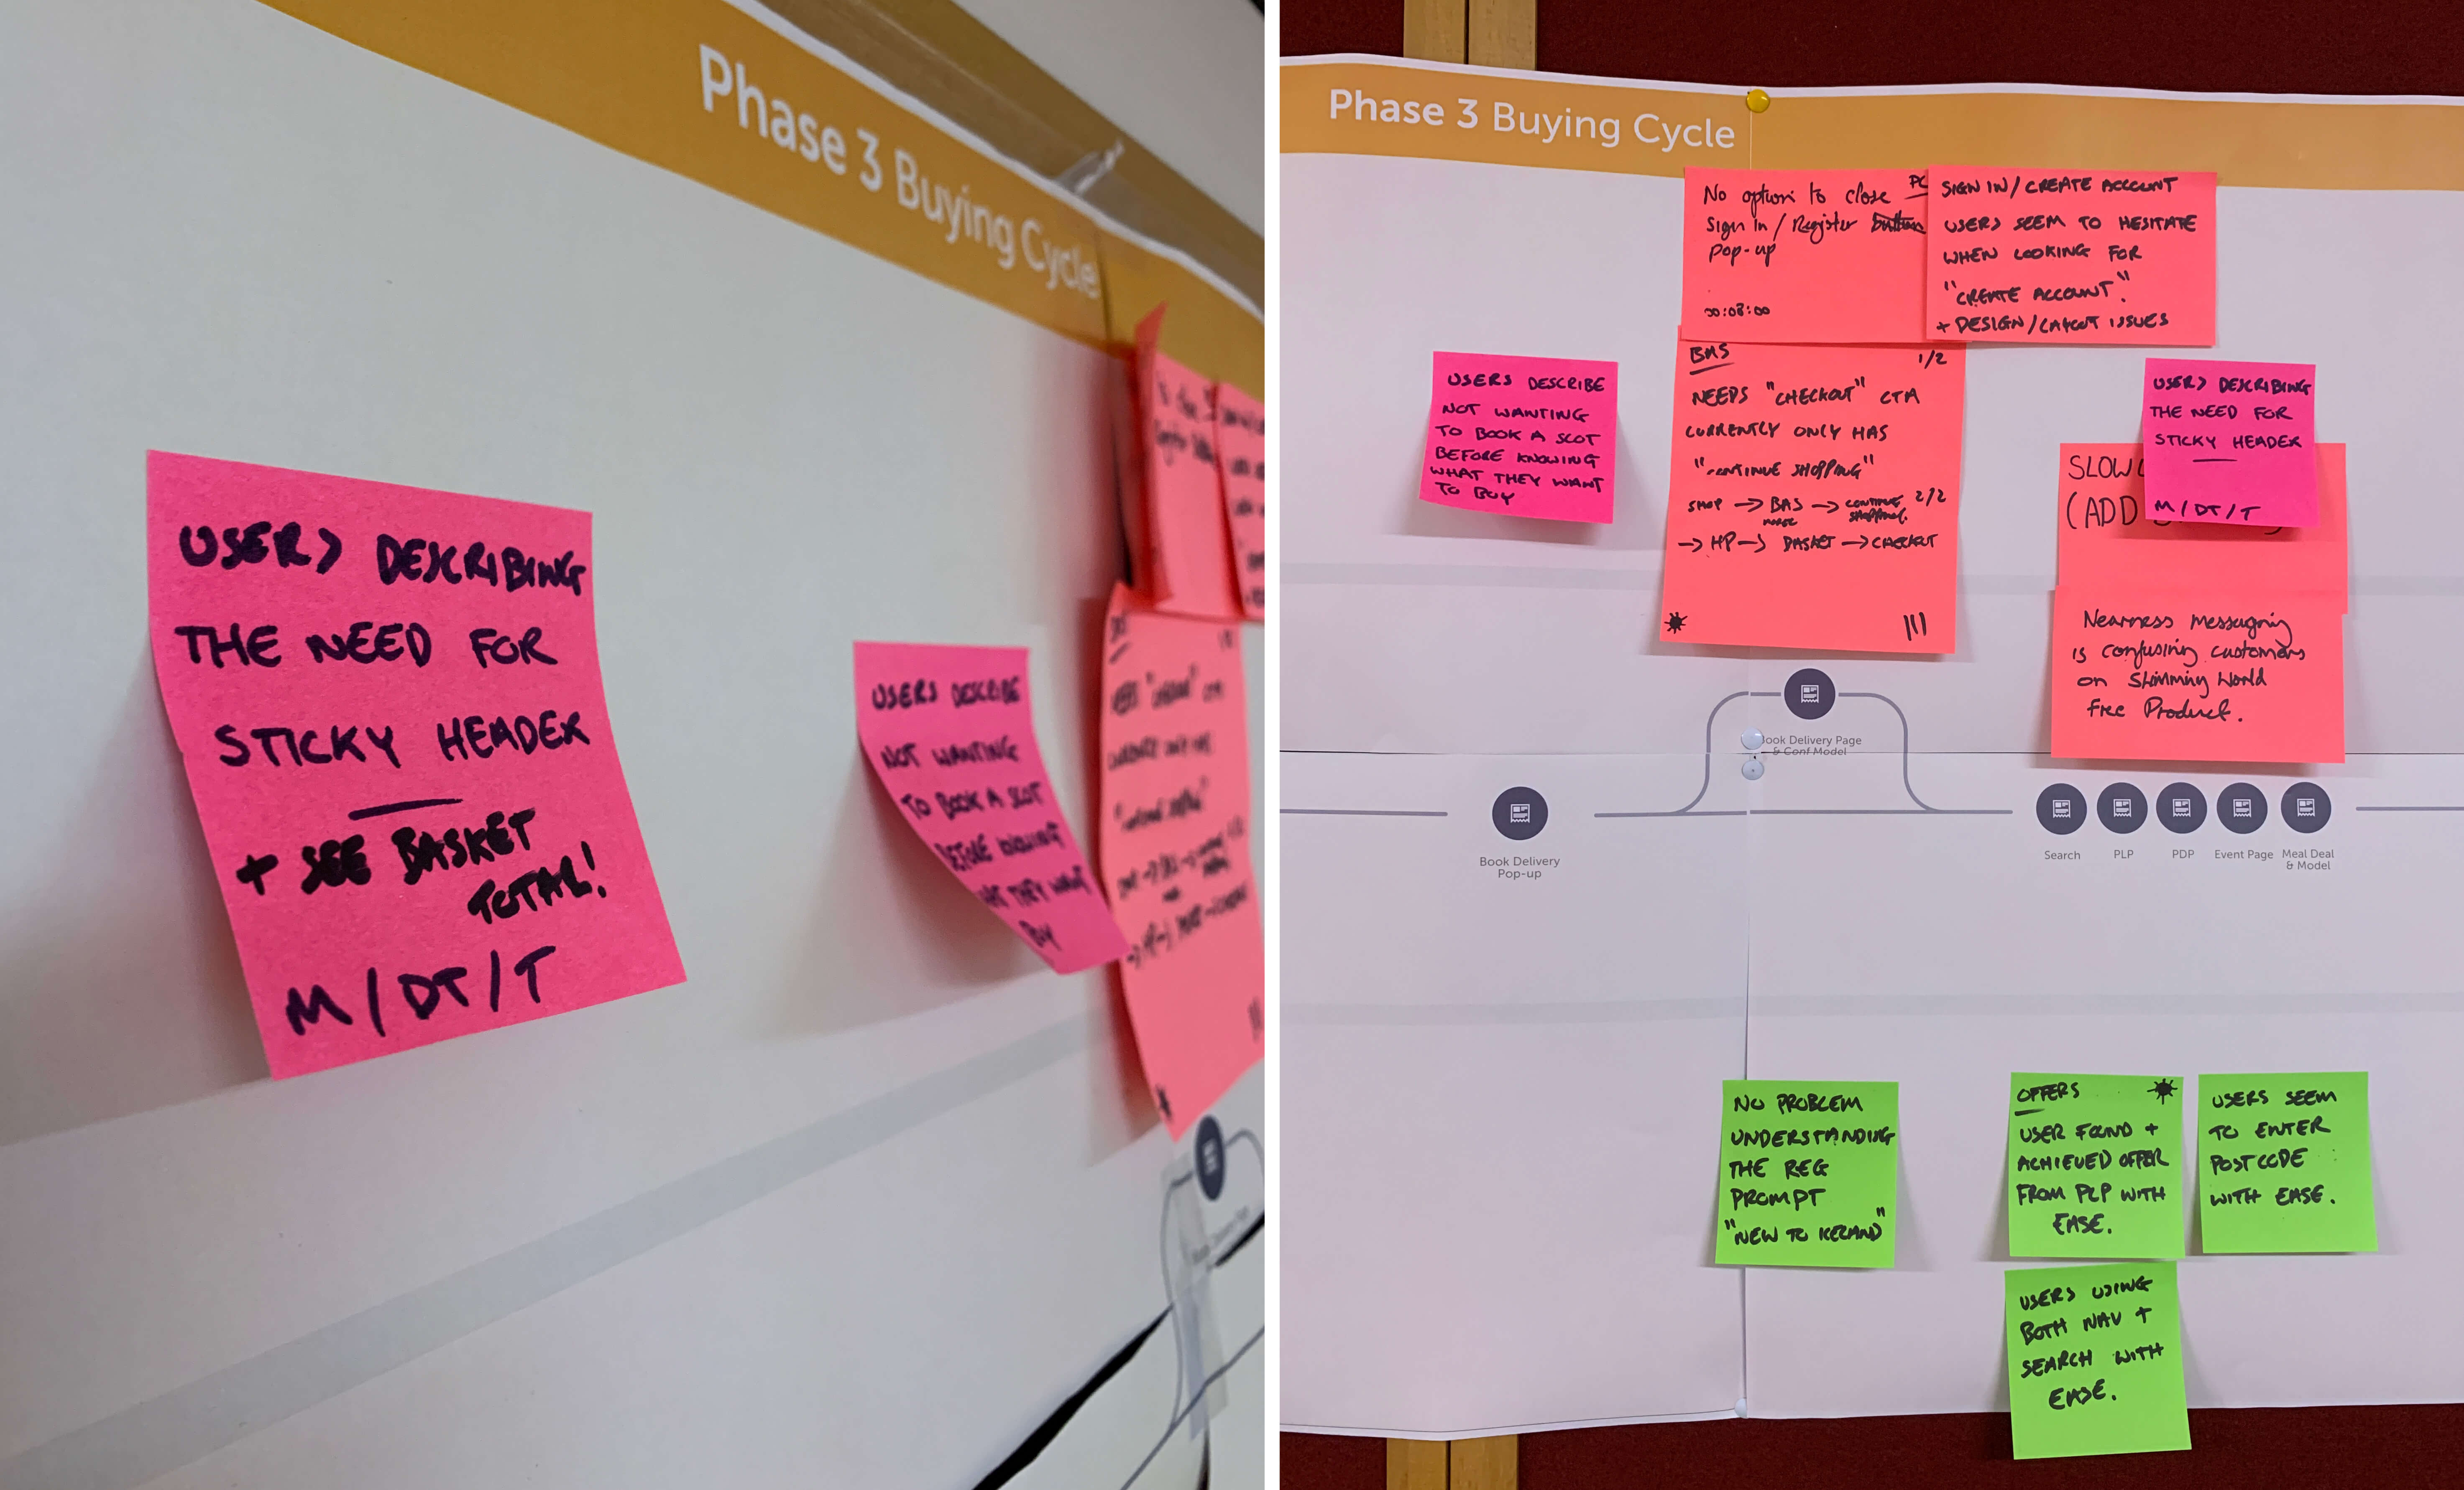 Phase 3 Buying Cycle
USERS DESCRIBING
THE NEED FOR
STICKY HEADER
+ SEE BASKET
TOTAL!
M/DT/T
USERS DESCRIBE
NOT WANTING
TO BOOK A SLOT
BEFORE KNOWING
THEY WANT
BUY
Phase 3 Buying Cycle
No option to close PC
Sign In/Register button
Pop-up
00:08:00
SIGN IN/CREATE ACCOUNT
USERS SEEM TO HESITATE
WHEN LOOKING FOR
"CREATE ACCOUNT".
+ DESIGN/LAYOUT ISSUES
USERS DESCRIBE
NOT WANTING
TO BOOK A SLOT
BEFORE KNOWING
WHAT THEY WANT
TO BUY
BAS 1/2
NEEDS "CHECKOUT" CTA
CURRENTLY ONLY HAS
"CONTINUE SHOPPING"
SHOP → BAS → CONTINUE 2/2
SHOPPING.
→ HP → BASKET → CHECKOUT
USERS DESCRIBING
THE NEED FOR
STICKY HEADER
M/DT/T
SLOW
(ADD
Nearness messaging
is confusing customers
on Slimming World
Free Product.
Book Delivery Page
& Conf Model
Book Delivery
Pop-up
Search
PLP
PDP
Event Page
Meal Deal
& Model
NO PROBLEM
UNDERSTANDING
THE REG
PROMPT
"NEW TO ICELAND"
OFFERS
USER FOUND +
ACHIEVED OFFER
FROM PLP WITH
EASE.
USERS SEEM
TO ENTER
POSTCODE
WITH EASE.
USERS USING
BOTH NAV +
SEARCH WITH
EASE.